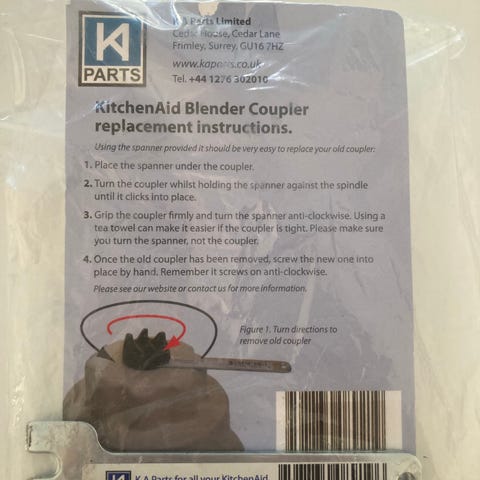 KA
PARTS
K A Parts Limited
Cedar House, Cedar Lane
Frimley, Surrey, GU16 7HZ
www.kaparts.co.uk
Tel. +44 1276 302010
KitchenAid Blender Coupler
replacement instructions.
Using the spanner provided it should be very easy to replace your old coupler:
1. Place the spanner under the coupler.
2. Turn the coupler whilst holding the spanner against the spindle
until it clicks into place.
3. Grip the coupler firmly and turn the spanner anti-clockwise. Using a
tea towel can make it easier if the coupler is tight. Please make sure
you turn the spanner, not the coupler.
4. Once the old coupler has been removed, screw the new one into
place by hand. Remember it screws on anti-clockwise.
Please see our website or contact us for more information.
Figure 1. Turn directions to
remove old coupler
K A Parts for all your KitchenAid